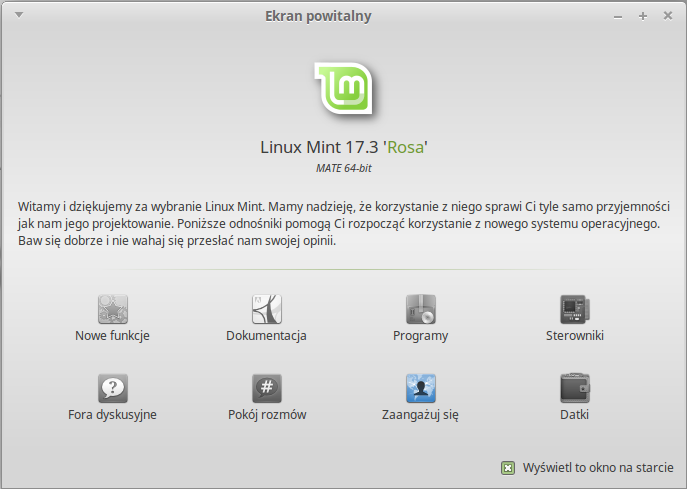 Ekran powitalny
Linux Mint 17.3 'Rosa'
MATE 64-bit
Witamy i dziękujemy za wybranie Linux Mint. Mamy nadzieję, że korzystanie z niego sprawi Ci tyle samo przyjemności
jak nam jego projektowanie. Poniższe odnośniki pomogą Ci rozpocząć korzystanie z nowego systemu operacyjnego.
Baw się dobrze i nie wahaj się przesłać nam swojej opinii.
Nowe funkcje Dokumentacja Programy Sterowniki
Fora dyskusyjne Pokój rozmów Zaangażuj się Datki
Wyświetl to okno na starcie